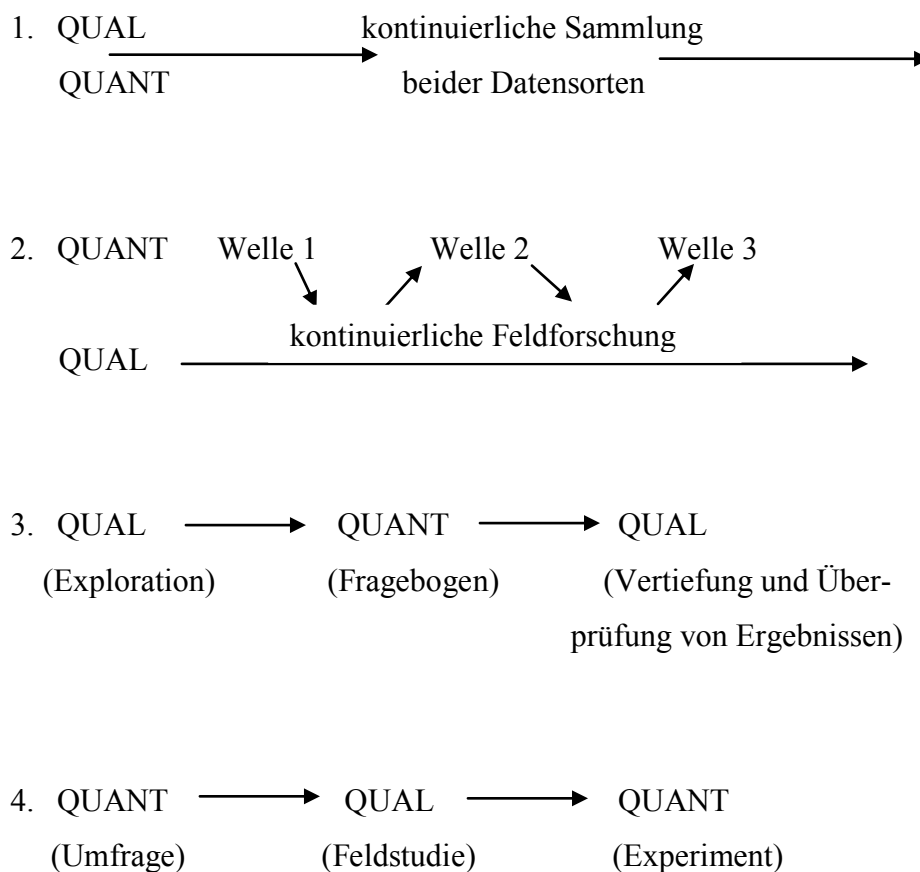 1. QUAL kontinuierliche Sammlung
QUANT beider Datensorten
2. QUANT Welle 1 Welle 2 Welle 3
kontinuierliche Feldforschung
QUAL
3. QUAL QUANT QUAL
(Exploration) (Fragebogen) (Vertiefung und Über-
prüfung von Ergebnissen)
4. QUANT QUAL QUANT
(Umfrage) (Feldstudie) (Experiment)